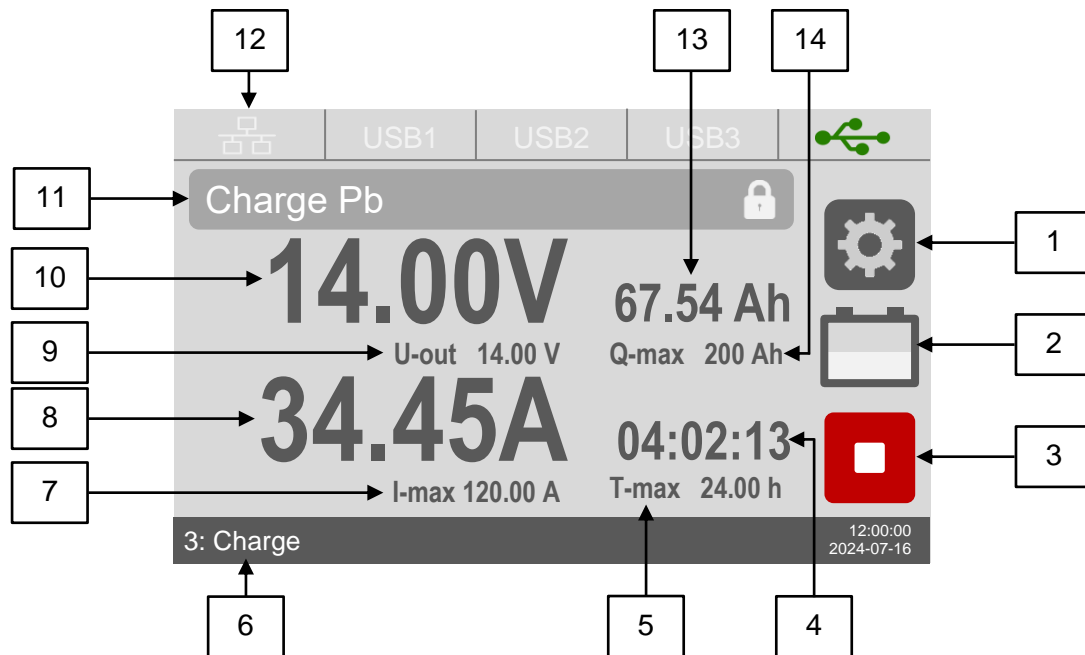 12
13
14
USB1
USB2
USB3
11
Charge Pb
1
10
14.00V
67.54 Ah
9
U-out 14.00 V
Q-max 200 Ah
2
8
34.45A
04:02:13
3
7
I-max 120.00 A
T-max 24.00 h
3: Charge
12:00:00
2024-07-16
6
5
4